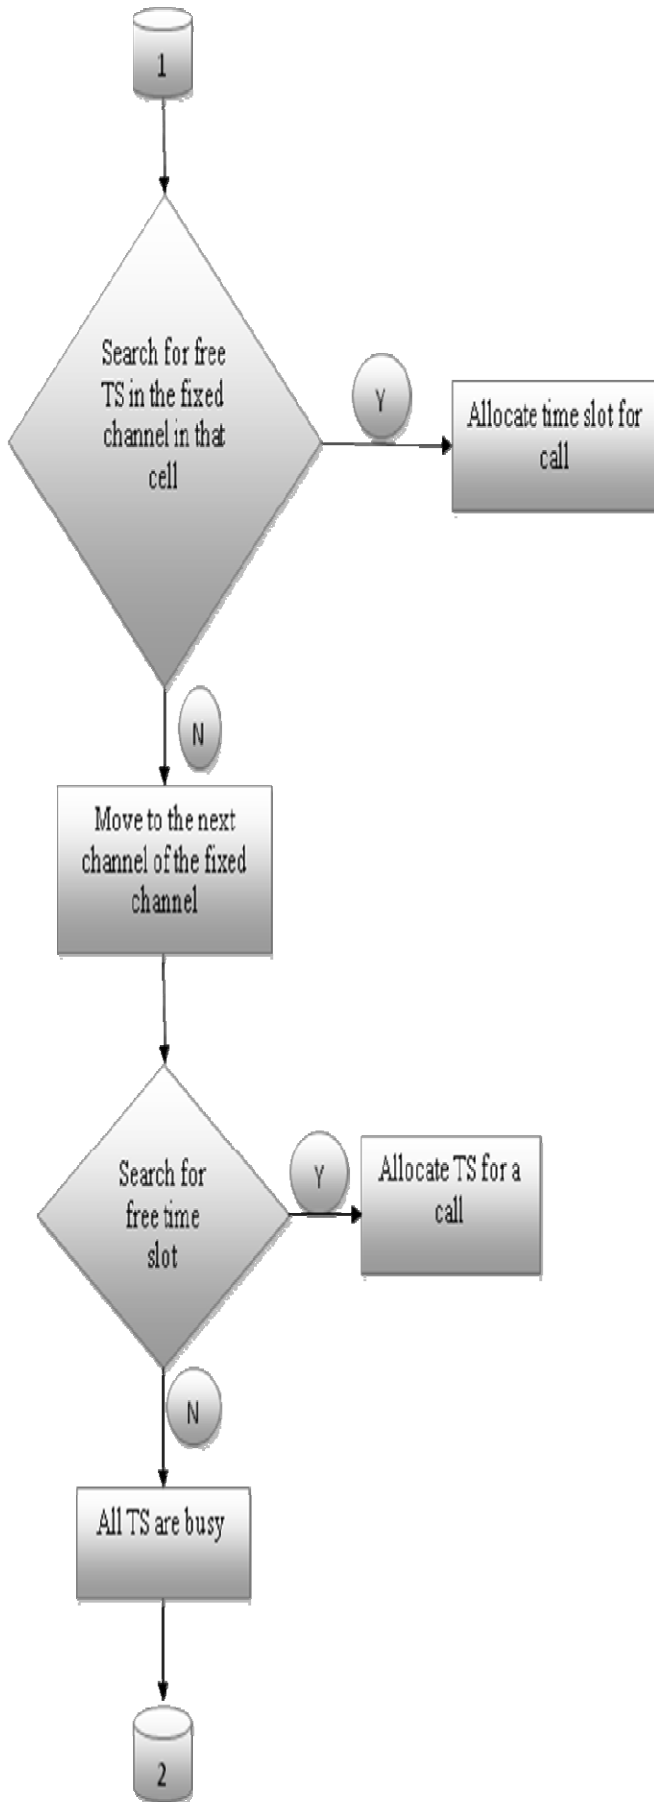 1
Search for free
TS in the fixed
channel in that
cell
Y
Allocate time slot for
call
N
Move to the next
channel of the fixed
channel
Search for
free time
slot
Y
Allocate TS for a
call
N
All TS are busy
2